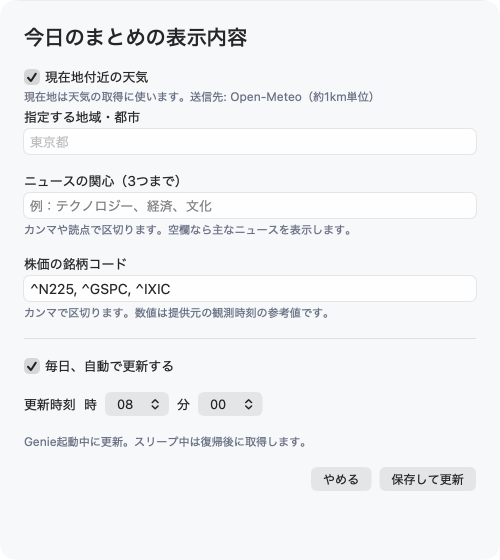 今日のまとめの表示内容
現在地付近の天気
現在地は天気の取得に使います。送信先: Open-Meteo（約1km単位）
指定する地域・都市
東京都
ニュースの関心（3つまで）
例：テクノロジー、経済、文化
カンマや読点で区切ります。空欄なら主なニュースを表示します。
株価の銘柄コード
^N225, ^GSPC, ^IXIC
カンマで区切ります。数値は提供元の観測時刻の参考値です。
毎日、自動で更新する
更新時刻 時 08 分 00
Genie起動中に更新。スリープ中は復帰後に取得します。
やめる 保存して更新